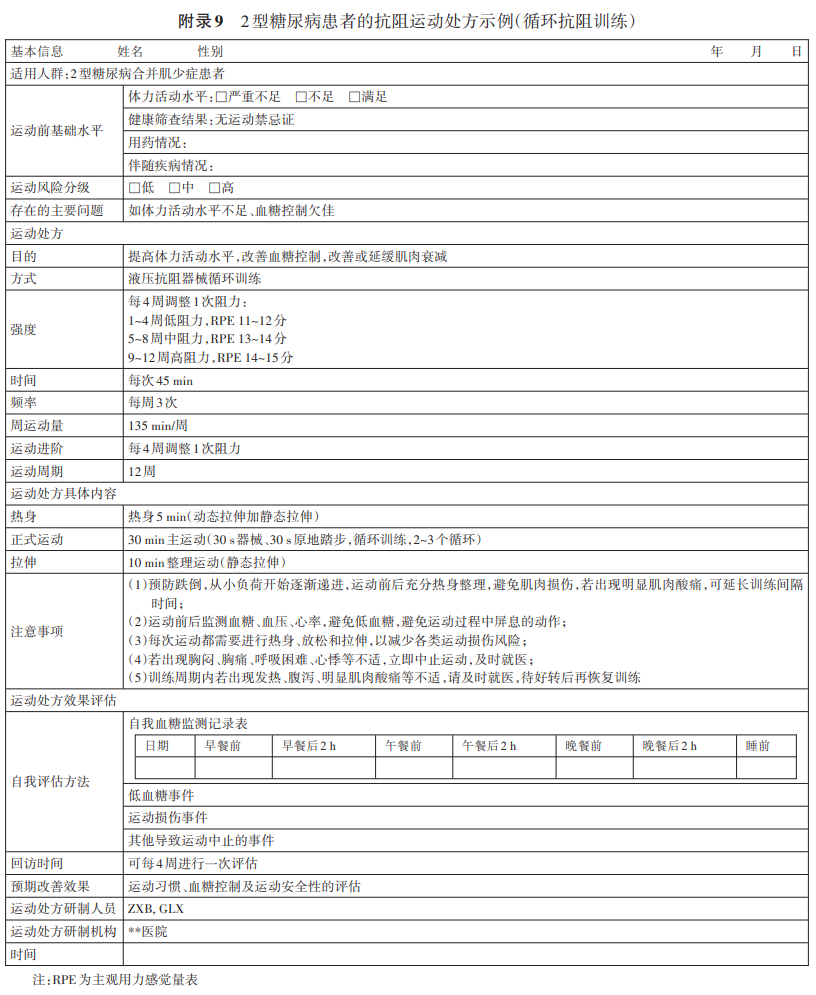 附录9 2型糖尿病患者的抗阻运动处方示例(循环抗阻训练)
基本信息 姓名 性别 年 月 日
适用人群:2型糖尿病合并肌少症患者
运动前基础水平
体力活动水平:□严重不足 □不足 □满足
健康筛查结果:无运动禁忌证
用药情况:
伴随疾病情况:
运动风险分级 □低 □中 □高
存在的主要问题 如体力活动水平不足、血糖控制欠佳
运动处方
目的 提高体力活动水平,改善血糖控制,改善或延缓肌肉衰减
方式 液压抗阻器械循环训练
强度
每4周调整1次阻力:
1~4周低阻力,RPE 11~12分
5~8周中阻力,RPE 13~14分
9~12周高阻力,RPE 14~15分
时间 每次45 min
频率 每周3次
周运动量 135 min/周
运动进阶 每4周调整1次阻力
运动周期 12周
运动处方具体内容
热身 热身5 min(动态拉伸加静态拉伸)
正式运动 30 min主运动(30 s器械、30 s原地踏步,循环训练,2~3个循环)
拉伸 10 min整理运动(静态拉伸)
注意事项
(1)预防跌倒,从小负荷开始逐渐递进,运动前后充分热身整理,避免肌肉损伤,若出现明显肌肉酸痛,可延长训练间隔
时间;
(2)运动前后监测血糖、血压、心率,避免低血糖,避免运动过程中屏息的动作;
(3)每次运动都需要进行热身、放松和拉伸,以减少各类运动损伤风险;
(4)若出现胸闷、胸痛、呼吸困难、心悸等不适,立即中止运动,及时就医;
(5)训练周期内若出现发热、腹泻、明显肌肉酸痛等不适,请及时就医,待好转后再恢复训练
运动处方效果评估
自我评估方法
自我血糖监测记录表
日期 早餐前 早餐后2 h 午餐前 午餐后2 h 晚餐前 晚餐后2 h 睡前
低血糖事件
运动损伤事件
其他导致运动中止的事件
回访时间 可每4周进行一次评估
预期改善效果 运动习惯、血糖控制及运动安全性的评估
运动处方研制人员 ZXB, GLX
运动处方研制机构 **医院
时间
注:RPE为主观用力感觉量表